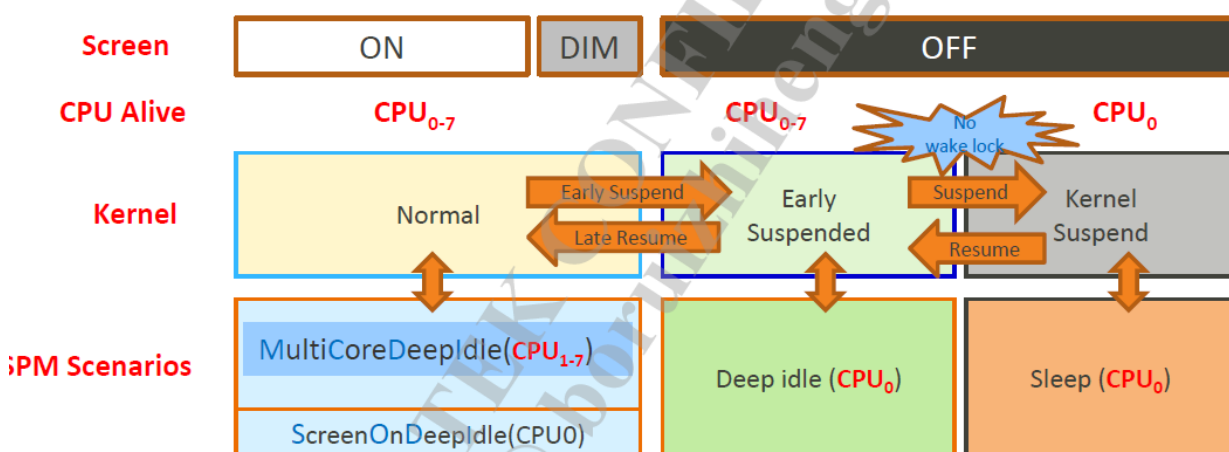 Screen
ON
DIM
OFF
CPU Alive
CPU0-7
CPU0-7
CPU0
No
wake lock
Kernel
Normal
Early Suspend
Late Resume
Early
Suspended
Suspend
Resume
Kernel
Suspend
SPM Scenarios
MultiCoreDeepIdle(CPU1-7)
ScreenOnDeepIdle(CPU0)
Deep idle (CPU0)
Sleep (CPU0)